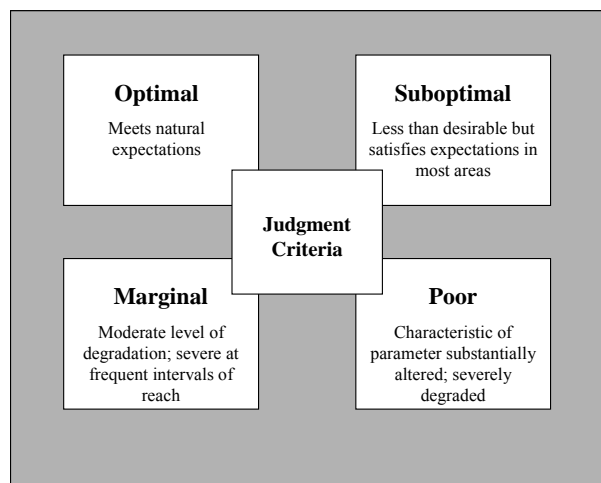 Optimal
Meets natural
expectations
Suboptimal
Less than desirable but
satisfies expectations in
most areas
Judgment
Criteria
Marginal
Moderate level of
degradation; severe at
frequent intervals of
reach
Poor
Characteristic of
parameter substantially
altered; severely
degraded